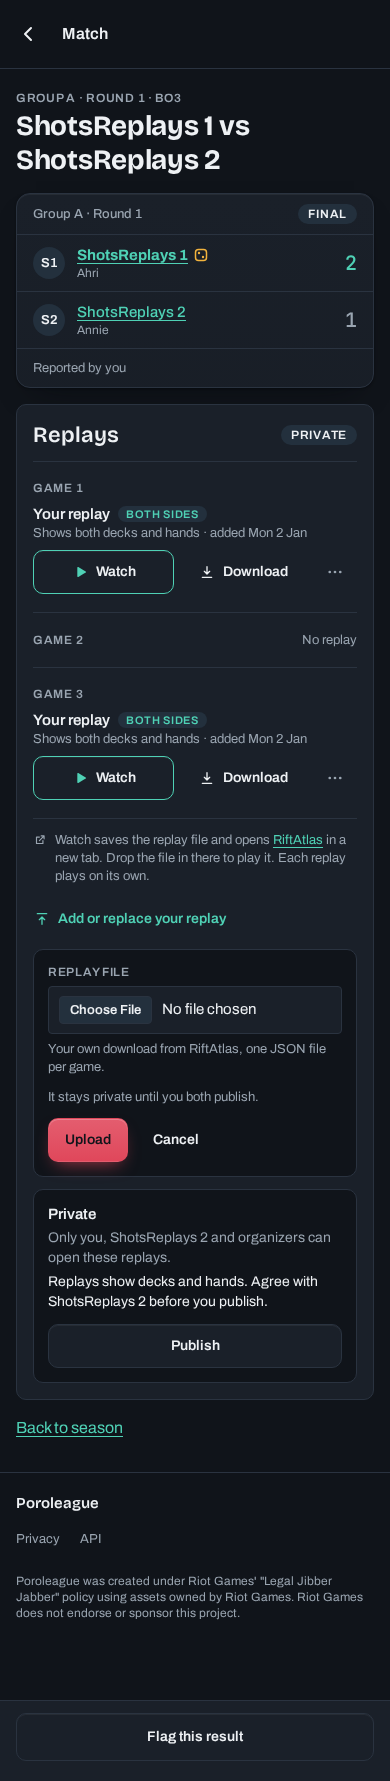 Match
GROUP A · ROUND 1 · BO3
ShotsReplays 1 vs
ShotsReplays 2
Group A · Round 1
FINAL
S1
ShotsReplays 1
Ahri
2
S2
ShotsReplays 2
Annie
1
Reported by you
Replays
PRIVATE
GAME 1
Your replay BOTH SIDES
Shows both decks and hands · added Mon 2 Jan
Watch
Download
GAME 2
No replay
GAME 3
Your replay BOTH SIDES
Shows both decks and hands · added Mon 2 Jan
Watch
Download
Watch saves the replay file and opens RiftAtlas in a
new tab. Drop the file in there to play it. Each replay
plays on its own.
Add or replace your replay
REPLAY FILE
Choose File No file chosen
Your own download from RiftAtlas, one JSON file
per game.
It stays private until you both publish.
Upload
Cancel
Private
Only you, ShotsReplays 2 and organizers can
open these replays.
Replays show decks and hands. Agree with
ShotsReplays 2 before you publish.
Publish
Back to season
Poroleague
Privacy
API
Poroleague was created under Riot Games' "Legal Jibber
Jabber" policy using assets owned by Riot Games. Riot Games
does not endorse or sponsor this project.
Flag this result